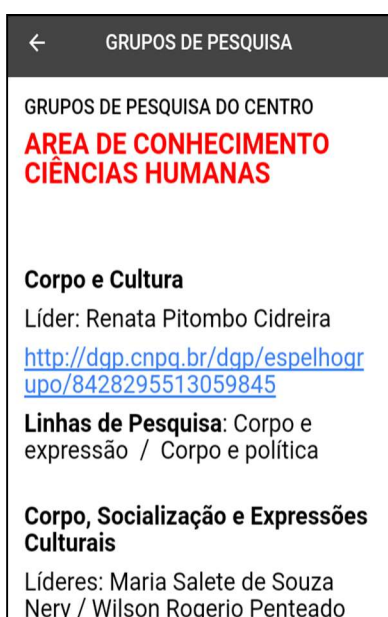 GRUPOS DE PESQUISA
GRUPOS DE PESQUISA DO CENTRO
AREA DE CONHECIMENTO
CIÊNCIAS HUMANAS
Corpo e Cultura
Líder: Renata Pitombo Cidreira
http://dgp.cnpq.br/dgp/espelhogr
upo/8428295513059845
Linhas de Pesquisa: Corpo e
expressão / Corpo e política
Corpo, Socialização e Expressões
Culturais
Líderes: Maria Salete de Souza
Nery / Wilson Rogerio Penteado